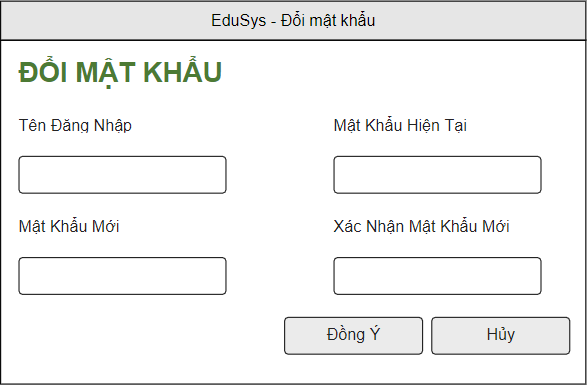 EduSys - Đổi mật khẩu
ĐỔI MẬT KHẨU
Tên Đăng Nhập
Mật Khẩu Hiện Tại
Mật Khẩu Mới
Xác Nhận Mật Khẩu Mới
Đồng Ý
Hủy